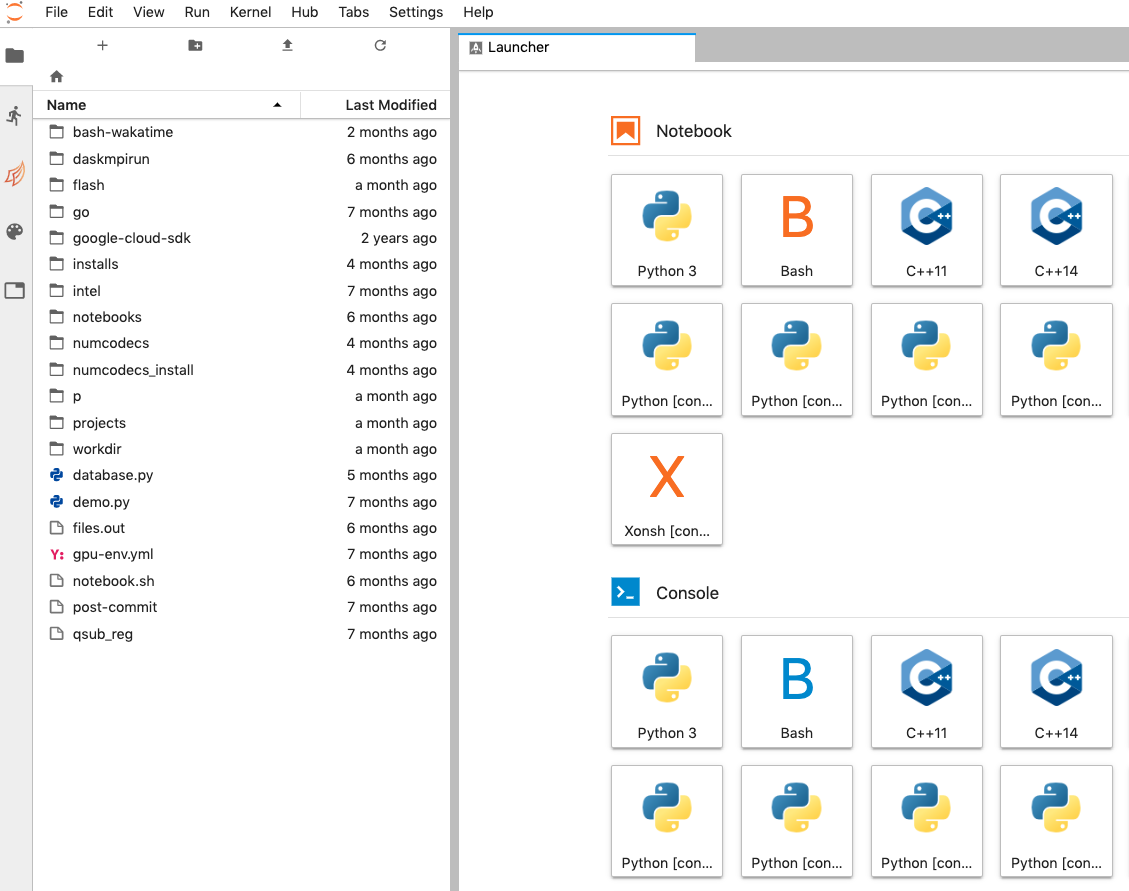 File Edit View Run Kernel Hub Tabs Settings Help
Launcher
Name Last Modified
bash-wakatime 2 months ago
daskmpirun 6 months ago
flash a month ago
go 7 months ago
google-cloud-sdk 2 years ago
installs 4 months ago
intel 7 months ago
notebooks 6 months ago
numcodecs 4 months ago
numcodecs_install 4 months ago
p a month ago
projects a month ago
workdir a month ago
database.py 5 months ago
demo.py 7 months ago
files.out 6 months ago
Y: gpu-env.yml 7 months ago
notebook.sh 6 months ago
post-commit 7 months ago
qsub_reg 7 months ago
Notebook
B
Python 3 Bash C++11 C++14
Python [con... Python [con... Python [con... Python [con...
X
Xonsh [con...
Console
B
Python 3 Bash C++11 C++14
Python [con... Python [con... Python [con... Python [con...